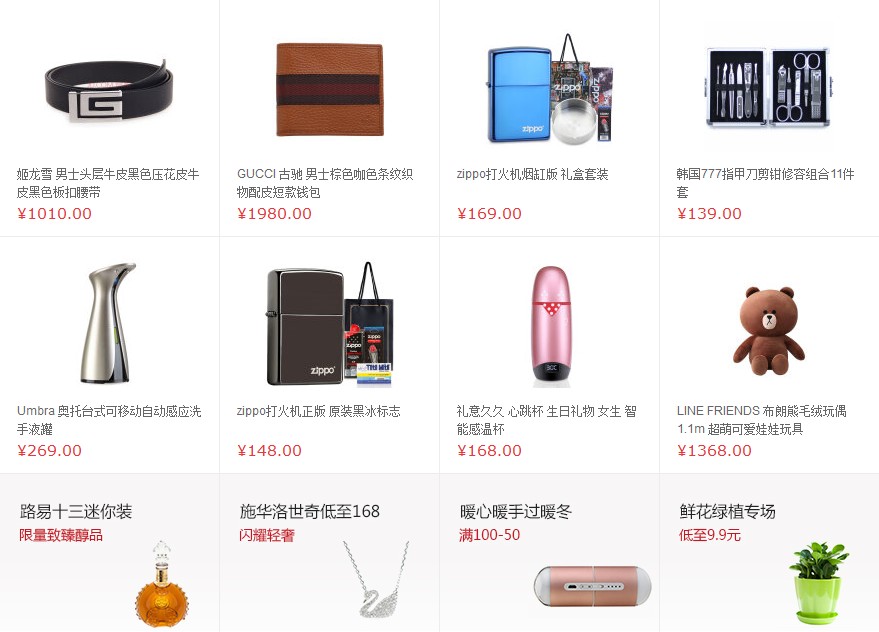 姬龙雪 男士头层牛皮黑色压花皮牛
皮黑色板扣腰带
¥1010.00
GUCCI 古驰 男士棕色咖色条纹织
物配皮短款钱包
¥1980.00
zippo
zippo
zippo
zippo打火机烟缸版 礼盒套装
¥169.00
韩国777指甲刀剪钳修容组合11件
套
¥139.00
Umbra 奥托台式可移动自动感应洗
手液罐
¥269.00
zippo
zippo
zippo
zippo打火机正版 原装黑冰标志
¥148.00
礼意久久 心跳杯 生日礼物 女生 智
能感温杯
¥168.00
LINE FRIENDS 布朗熊毛绒玩偶
1.1m 超萌可爱娃娃玩具
¥1368.00
路易十三迷你装
限量致臻醇品
施华洛世奇低至168
闪耀轻奢
暖心暖手过暖冬
满100-50
鲜花绿植专场
低至9.9元